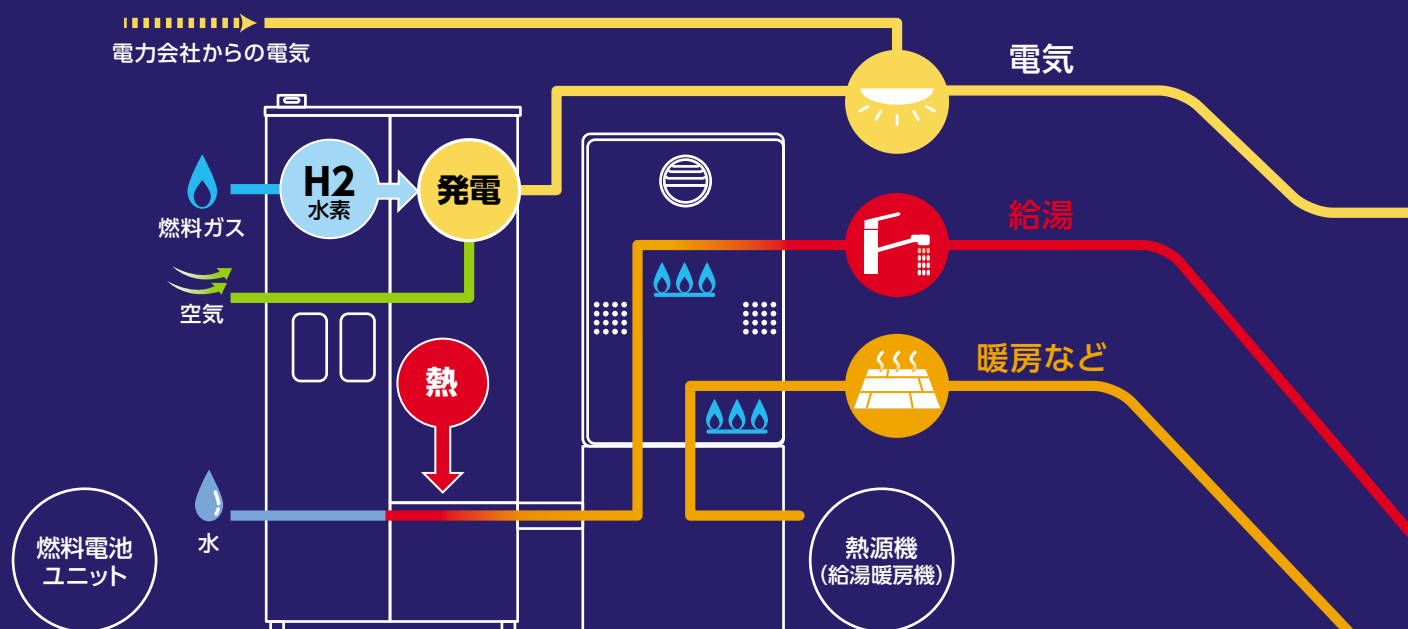 電力会社からの電気
電気
H2
水素
発電
燃料ガス
給湯
空気
暖房など
熱
水
燃料電池
ユニット
熱源機
(給湯暖房機)